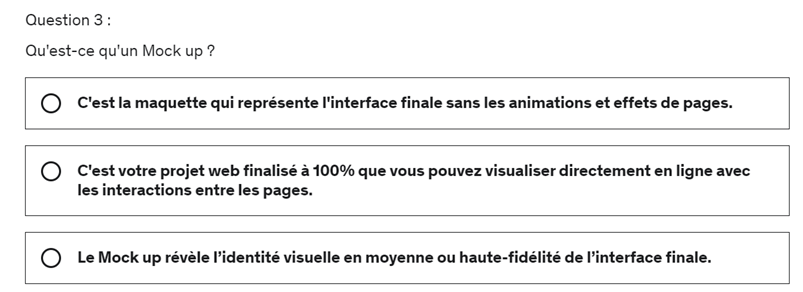 Question 3 :
Qu'est-ce qu'un Mock up ?
C'est la maquette qui représente l'interface finale sans les animations et effets de pages.
C'est votre projet web finalisé à 100% que vous pouvez visualiser directement en ligne avec
les interactions entre les pages.
Le Mock up révèle l’identité visuelle en moyenne ou haute-fidélité de l’interface finale.